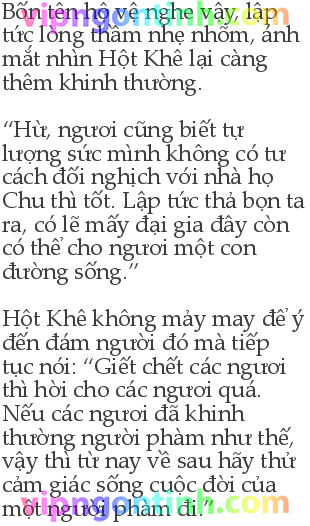 Bốn tên hộ vệ nghe vậy, lập
tức lòng thầm nhẹ nhõm, ánh
mắt nhìn Hột Khê lại càng
thêm khinh thường.
“Hừ, ngươi cũng biết tự
lượng sức mình không có tư
cách đối nghịch với nhà họ
Chu thì tốt. Lập tức thả bọn ta
ra, có lẽ mấy đại gia đây còn
có thể cho ngươi một con
đường sống.”
Hột Khê không mảy may để ý
đến đám người đó mà tiếp
tục nói: “Giết chết các ngươi
thì hời cho các ngươi quá.
Nếu các ngươi đã khinh
thường người phàm như thế,
vậy thì từ nay về sau hãy thử
cảm giác sống cuộc đời của
một người phàm đi.”
vipngontinh.com
vipngontinh.com